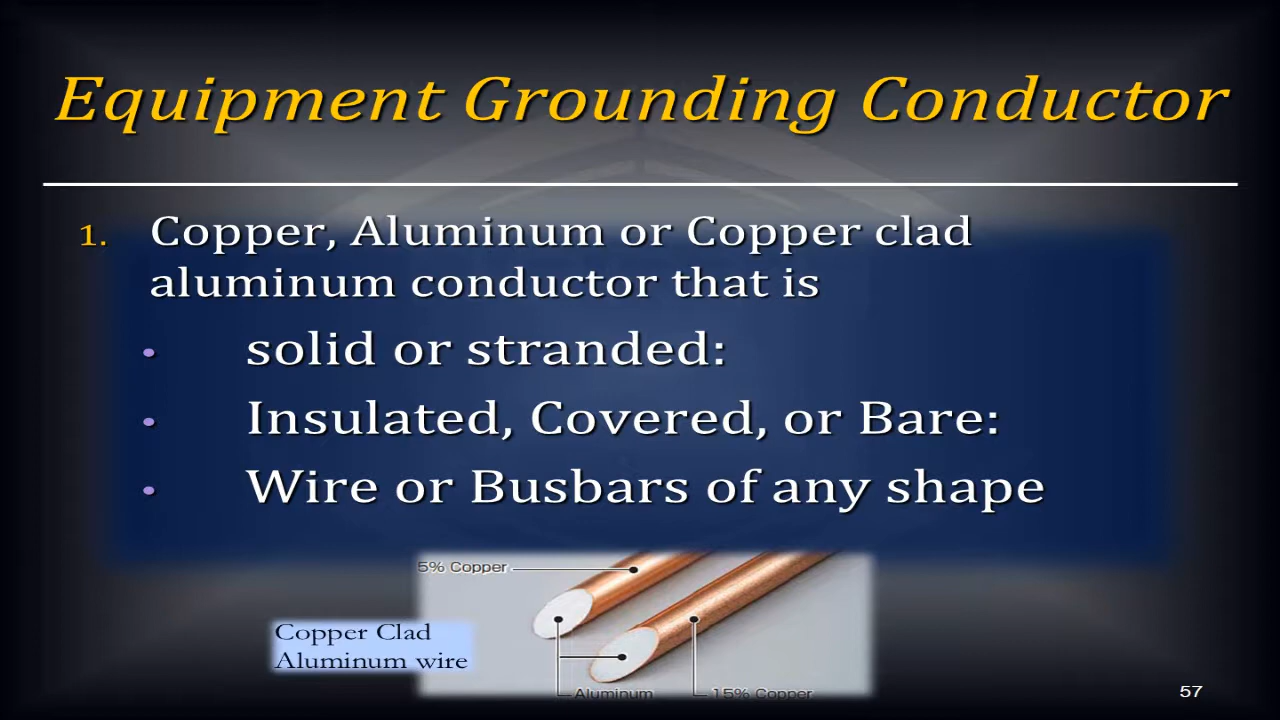 Equipment Grounding Conductor
1. Copper, Aluminum or Copper clad
aluminum conductor that is
• solid or stranded:
• Insulated, Covered, or Bare:
• Wire or Busbars of any shape
5% Copper
Copper Clad
Aluminum wire
Aluminum
15% Copper
57